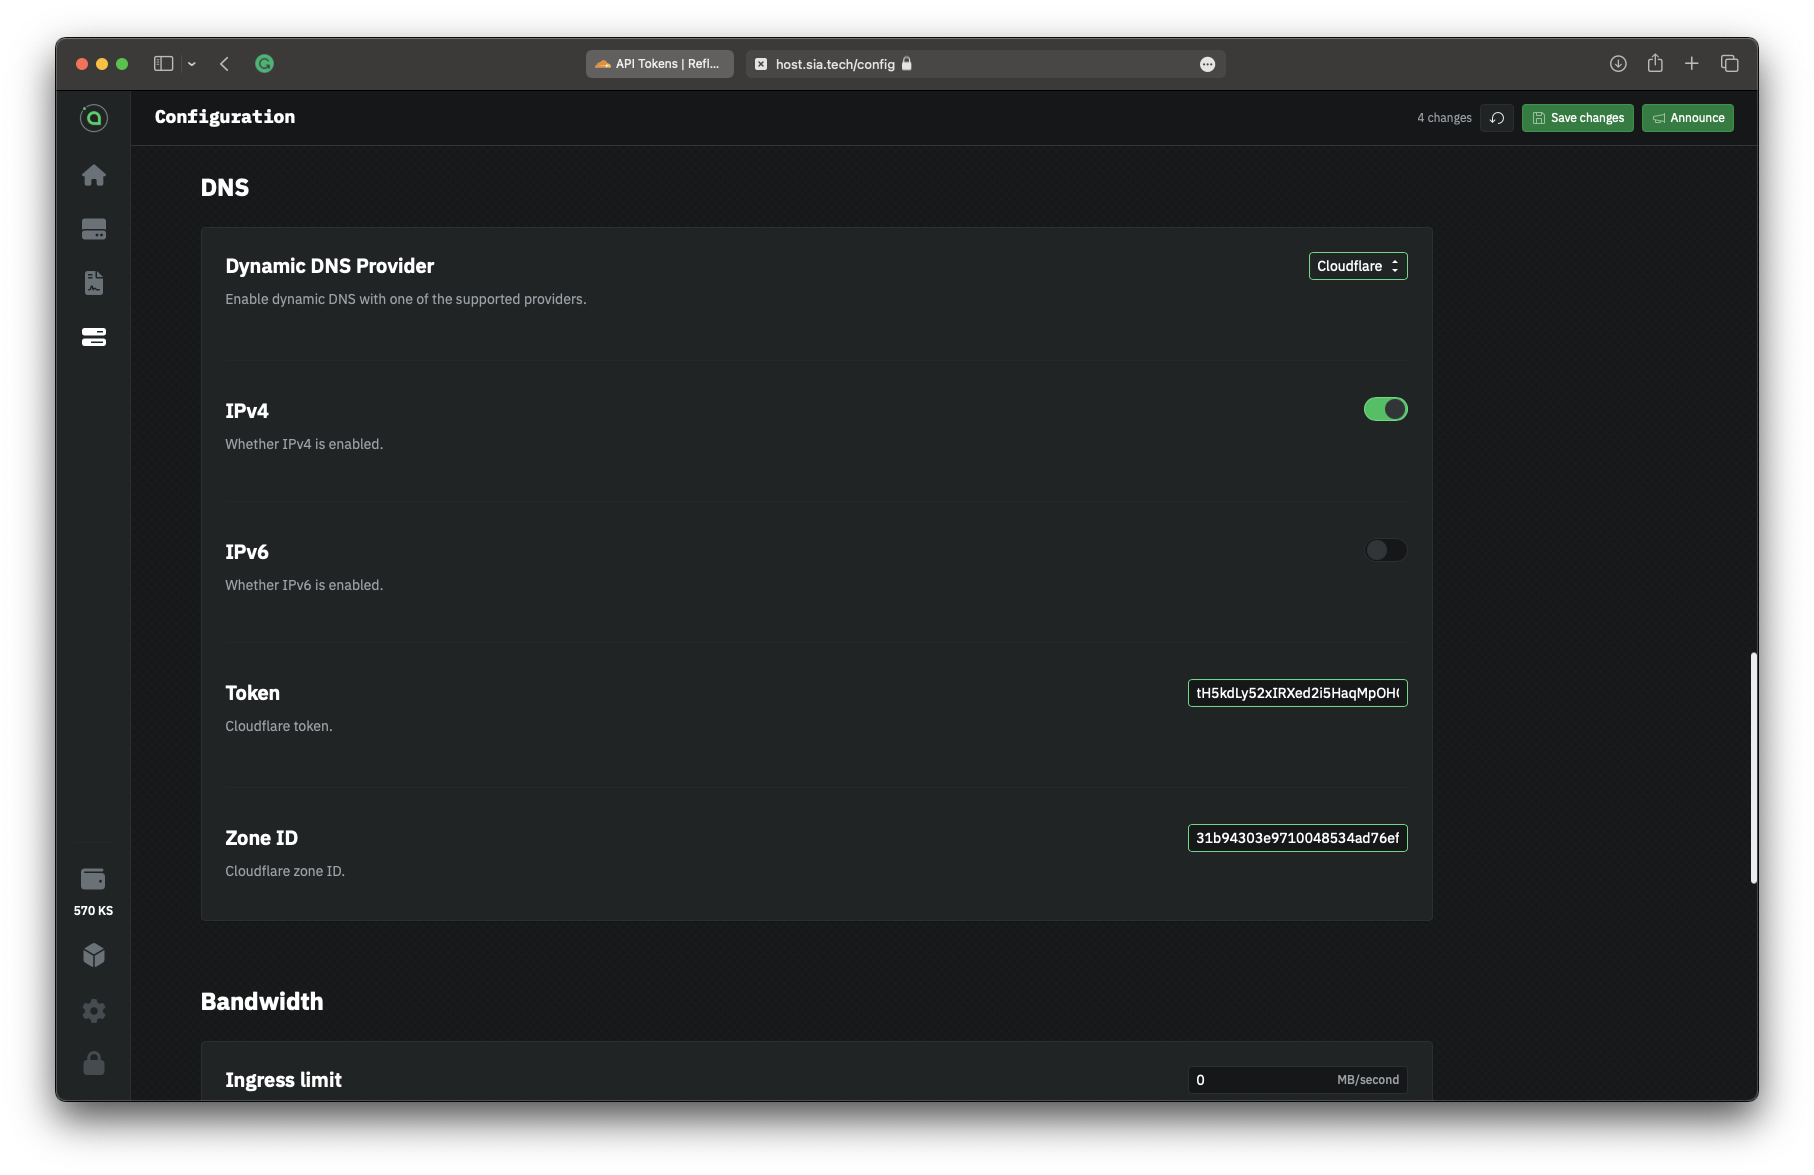 API Tokens | Refl...
host.sia.tech/config
Configuration
4 changes
Save changes
Announce
DNS
Dynamic DNS Provider
Cloudflare
Enable dynamic DNS with one of the supported providers.
IPv4
Whether IPv4 is enabled.
IPv6
Whether IPv6 is enabled.
Token
tH5kdLy52xIRXed2i5HaqMpOH
Cloudflare token.
Zone ID
31b94303e9710048534ad76ef
Cloudflare zone ID.
570 KS
Bandwidth
Ingress limit
0
MB/second